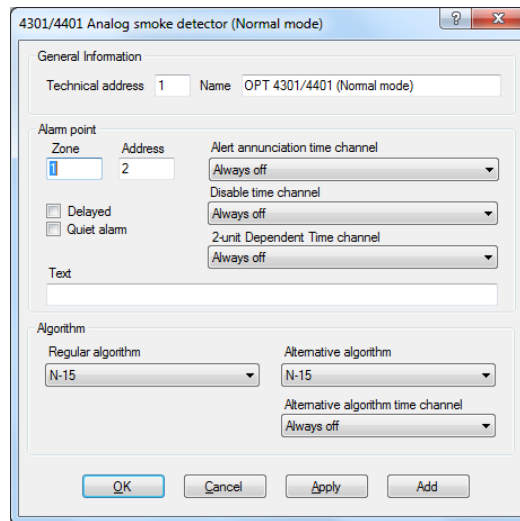 4301/4401 Analog smoke detector (Normal mode)
General Information
Technical address 1 Name OPT 4301/4401 (Normal mode)
Alarm point
Zone Address Alert annunciation time channel
1 2 Always off
Disable time channel
Delayed Always off
Quiet alarm
2-unit Dependent Time channel
Always off
Text
Algorithm
Regular algorithm Alternative algorithm
N-15 N-15
Alternative algorithm time channel
Always off
OK Cancel Apply Add